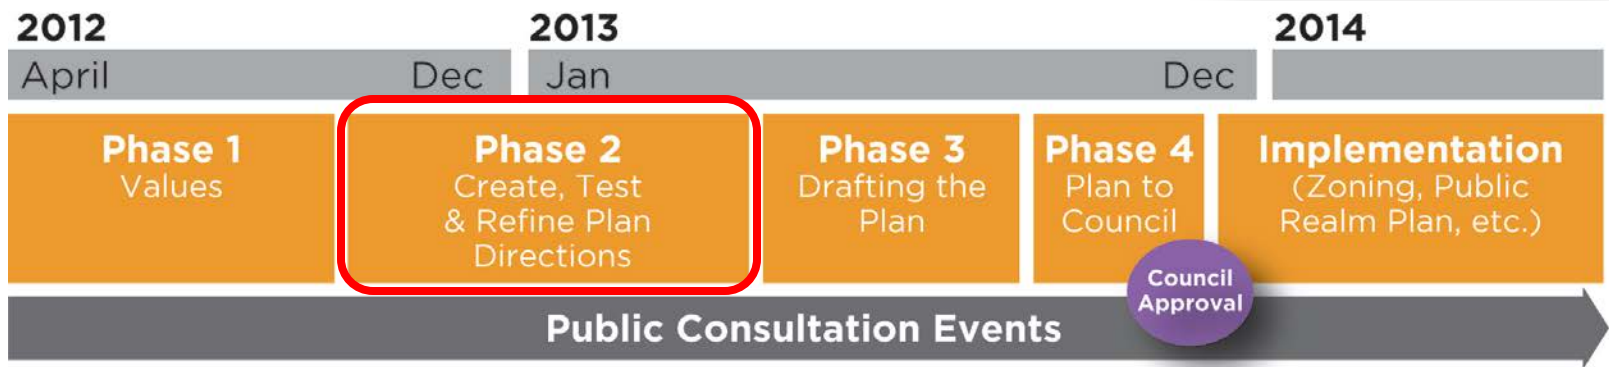 2012
2013
2014
April
Dec
Jan
Dec
Phase 1
Values
Phase 2
Create, Test
& Refine Plan
Directions
Phase 3
Drafting the
Plan
Phase 4
Plan to
Council
Implementation
(Zoning, Public
Realm Plan, etc.)
Council
Approval
Public Consultation Events